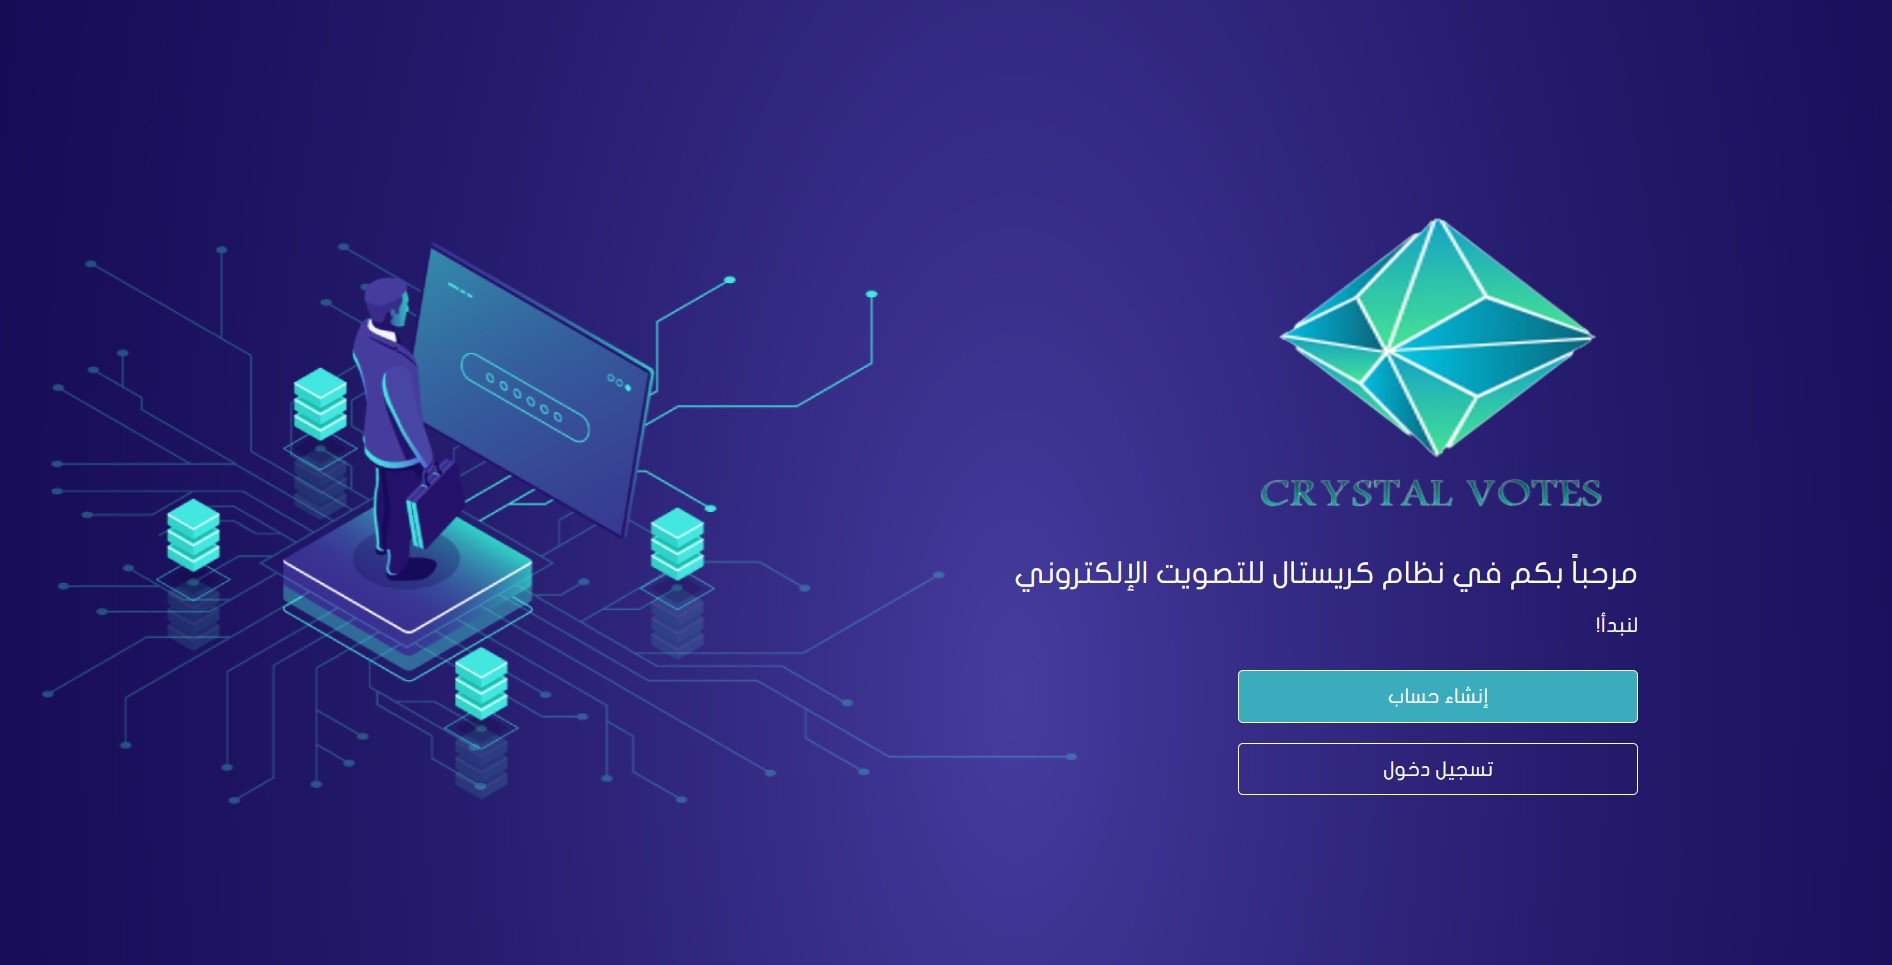 CRYSTAL VOTES
مرحباً بكم في نظام كريستال للتصويت الإلكتروني
لنبدأ!
إنشاء حساب
تسجيل دخول